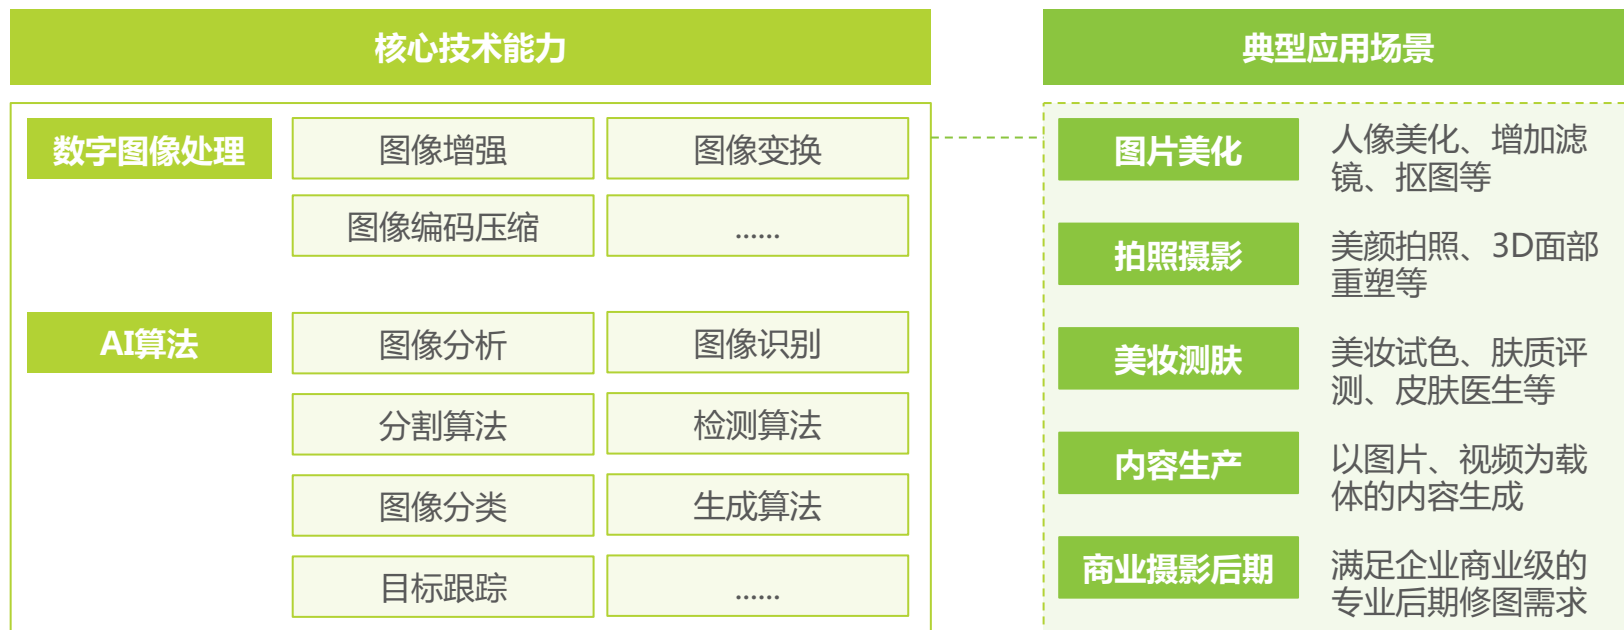 核心技术能力
数字图像处理
图像增强
图像变换
图像编码压缩
......
AI算法
图像分析
图像识别
分割算法
检测算法
图像分类
生成算法
目标跟踪
......
典型应用场景
图片美化
人像美化、增加滤
镜、抠图等
拍照摄影
美颜拍照、3D面部
重塑等
美妆测肤
美妆试色、肤质评
测、皮肤医生等
内容生产
以图片、视频为载
体的内容生成
商业摄影后期
满足企业商业级的
专业后期修图需求